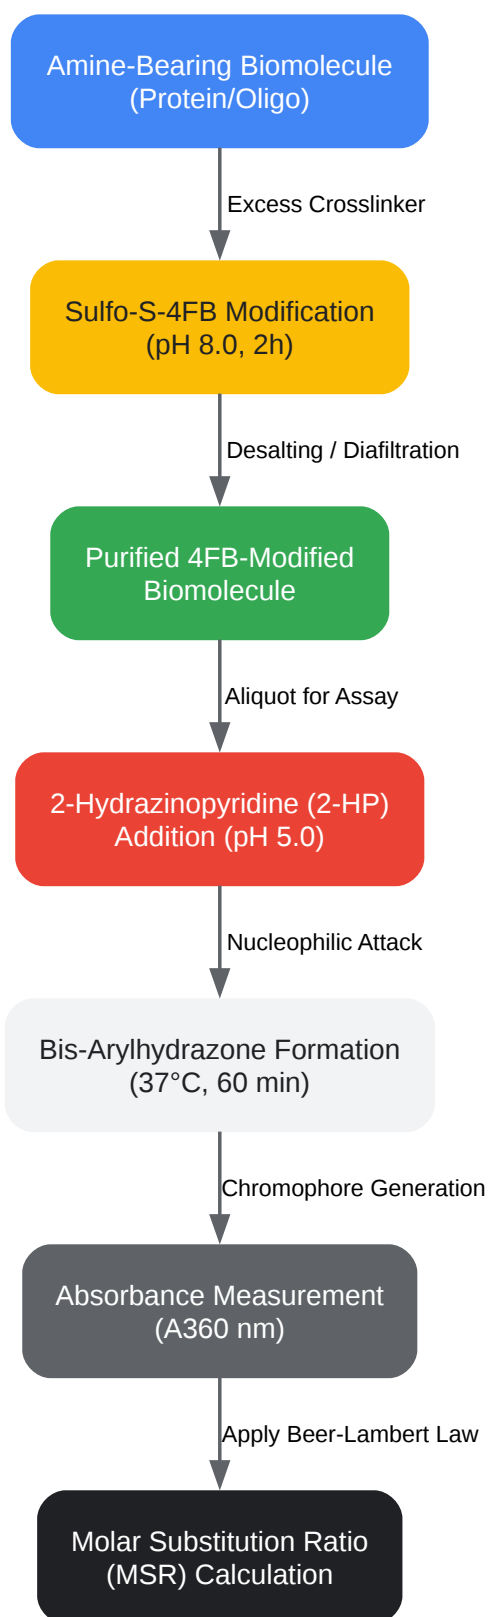 Amine-Bearing Biomolecule
(Protein/Oligo)
Excess Crosslinker
Sulfo-S-4FB Modification
(pH 8.0, 2h)
Desalting / Diafiltration
Purified 4FB-Modified
Biomolecule
Aliquot for Assay
2-Hydrazinopyridine (2-HP)
Addition (pH 5.0)
Nucleophilic Attack
Bis-Arylhydrazone Formation
(37°C, 60 min)
Chromophore Generation
Absorbance Measurement
(A360 nm)
Apply Beer-Lambert Law
Molar Substitution Ratio
(MSR) Calculation